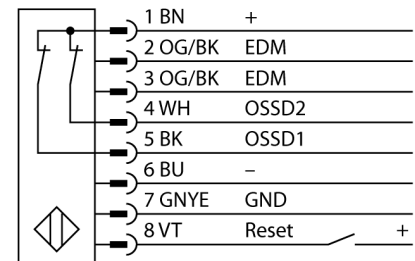 1 BN +
2 OG/BK EDM
3 OG/BK EDM
4 WH OSSD2
5 BK OSSD1
6 BU –
7 GNYE GND
8 VT Reset +